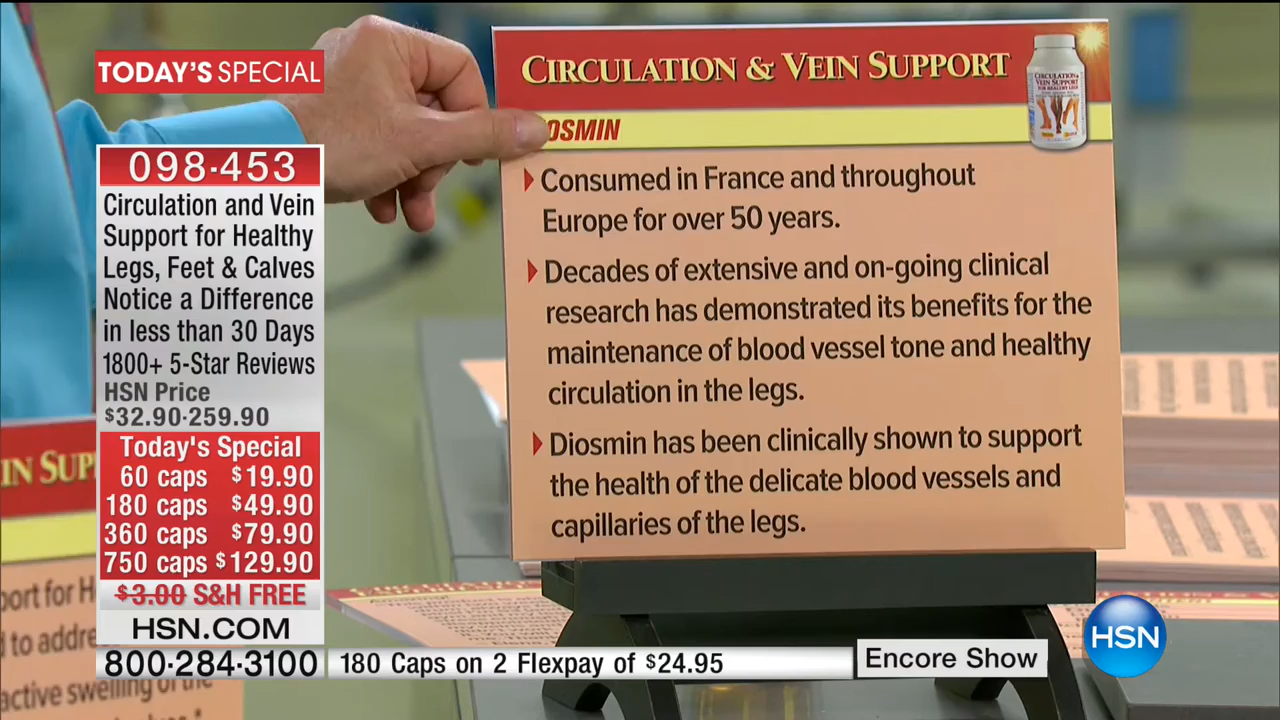 TODAY'S SPECIAL
098-453
Circulation and Vein
Support for Healthy
Legs, Feet & Calves
Notice a Difference
in less than 30 Days
1800+ 5-Star Reviews
HSN Price
$32.90-259.90
Today's Special
60 caps $19.90
180 caps $49.90
360 caps $79.90
750 caps $129.90
$3.00 S&H FREE
HSN.COM
800-284-3100
180 Caps on 2 Flexpay of $24.95
Encore Show
HSN
CIRCULATION & VEIN SUPPORT
CIRCULATION &
VEIN SUPPORT
FOR HEALTHY LEGS
OSMIN
Consumed in France and throughout
Europe for over 50 years.
Decades of extensive and on-going clinical
research has demonstrated its benefits for the
maintenance of blood vessel tone and healthy
circulation in the legs.
Diosmin has been clinically shown to support
the health of the delicate blood vessels and
capillaries of the legs.
IN SUP
port for H
d to addre
active swelling of the